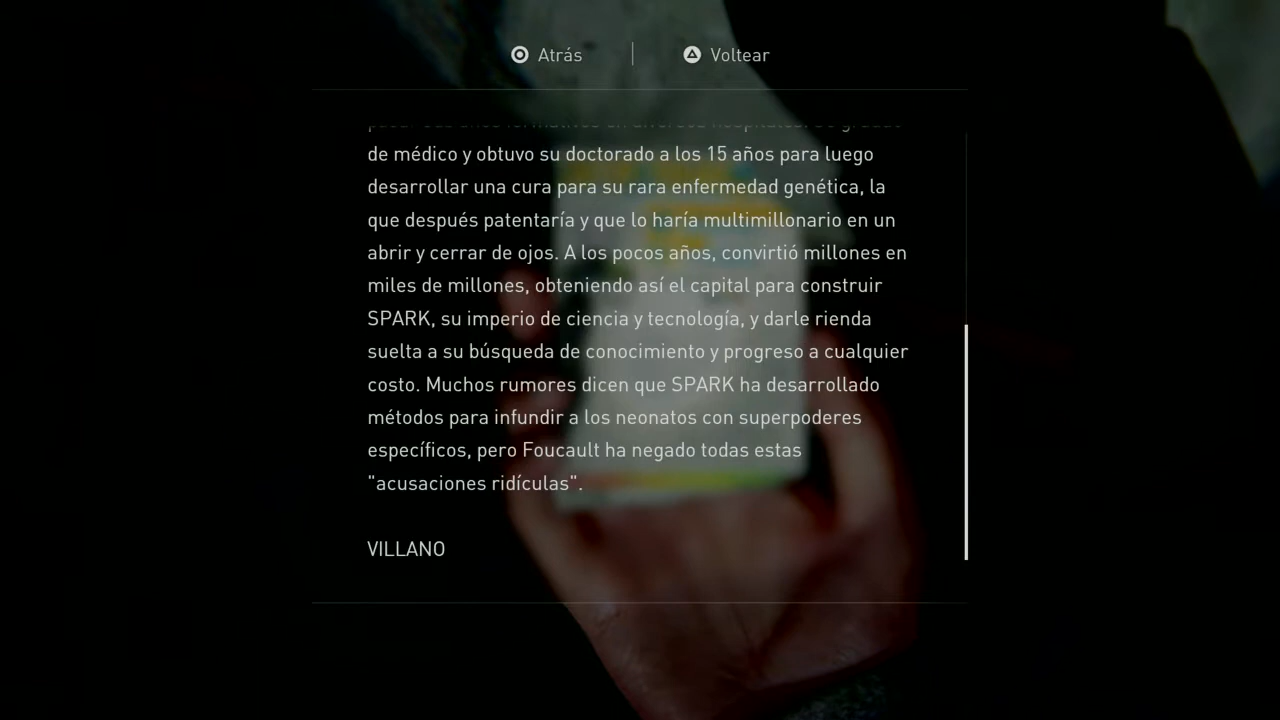 Atrás
Voltear
de médico y obtuvo su doctorado a los 15 años para luego
desarrollar una cura para su rara enfermedad genética, la
que después patentaría y que lo haría multimillonario en un
abrir y cerrar de ojos. A los pocos años, convirtió millones en
miles de millones, obteniendo así el capital para construir
SPARK, su imperio de ciencia y tecnología, y darle rienda
suelta a su búsqueda de conocimiento y progreso a cualquier
costo. Muchos rumores dicen que SPARK ha desarrollado
métodos para infundir a los neonatos con superpoderes
específicos, pero Foucault ha negado todas estas
"acusaciones ridículas".
VILLANO